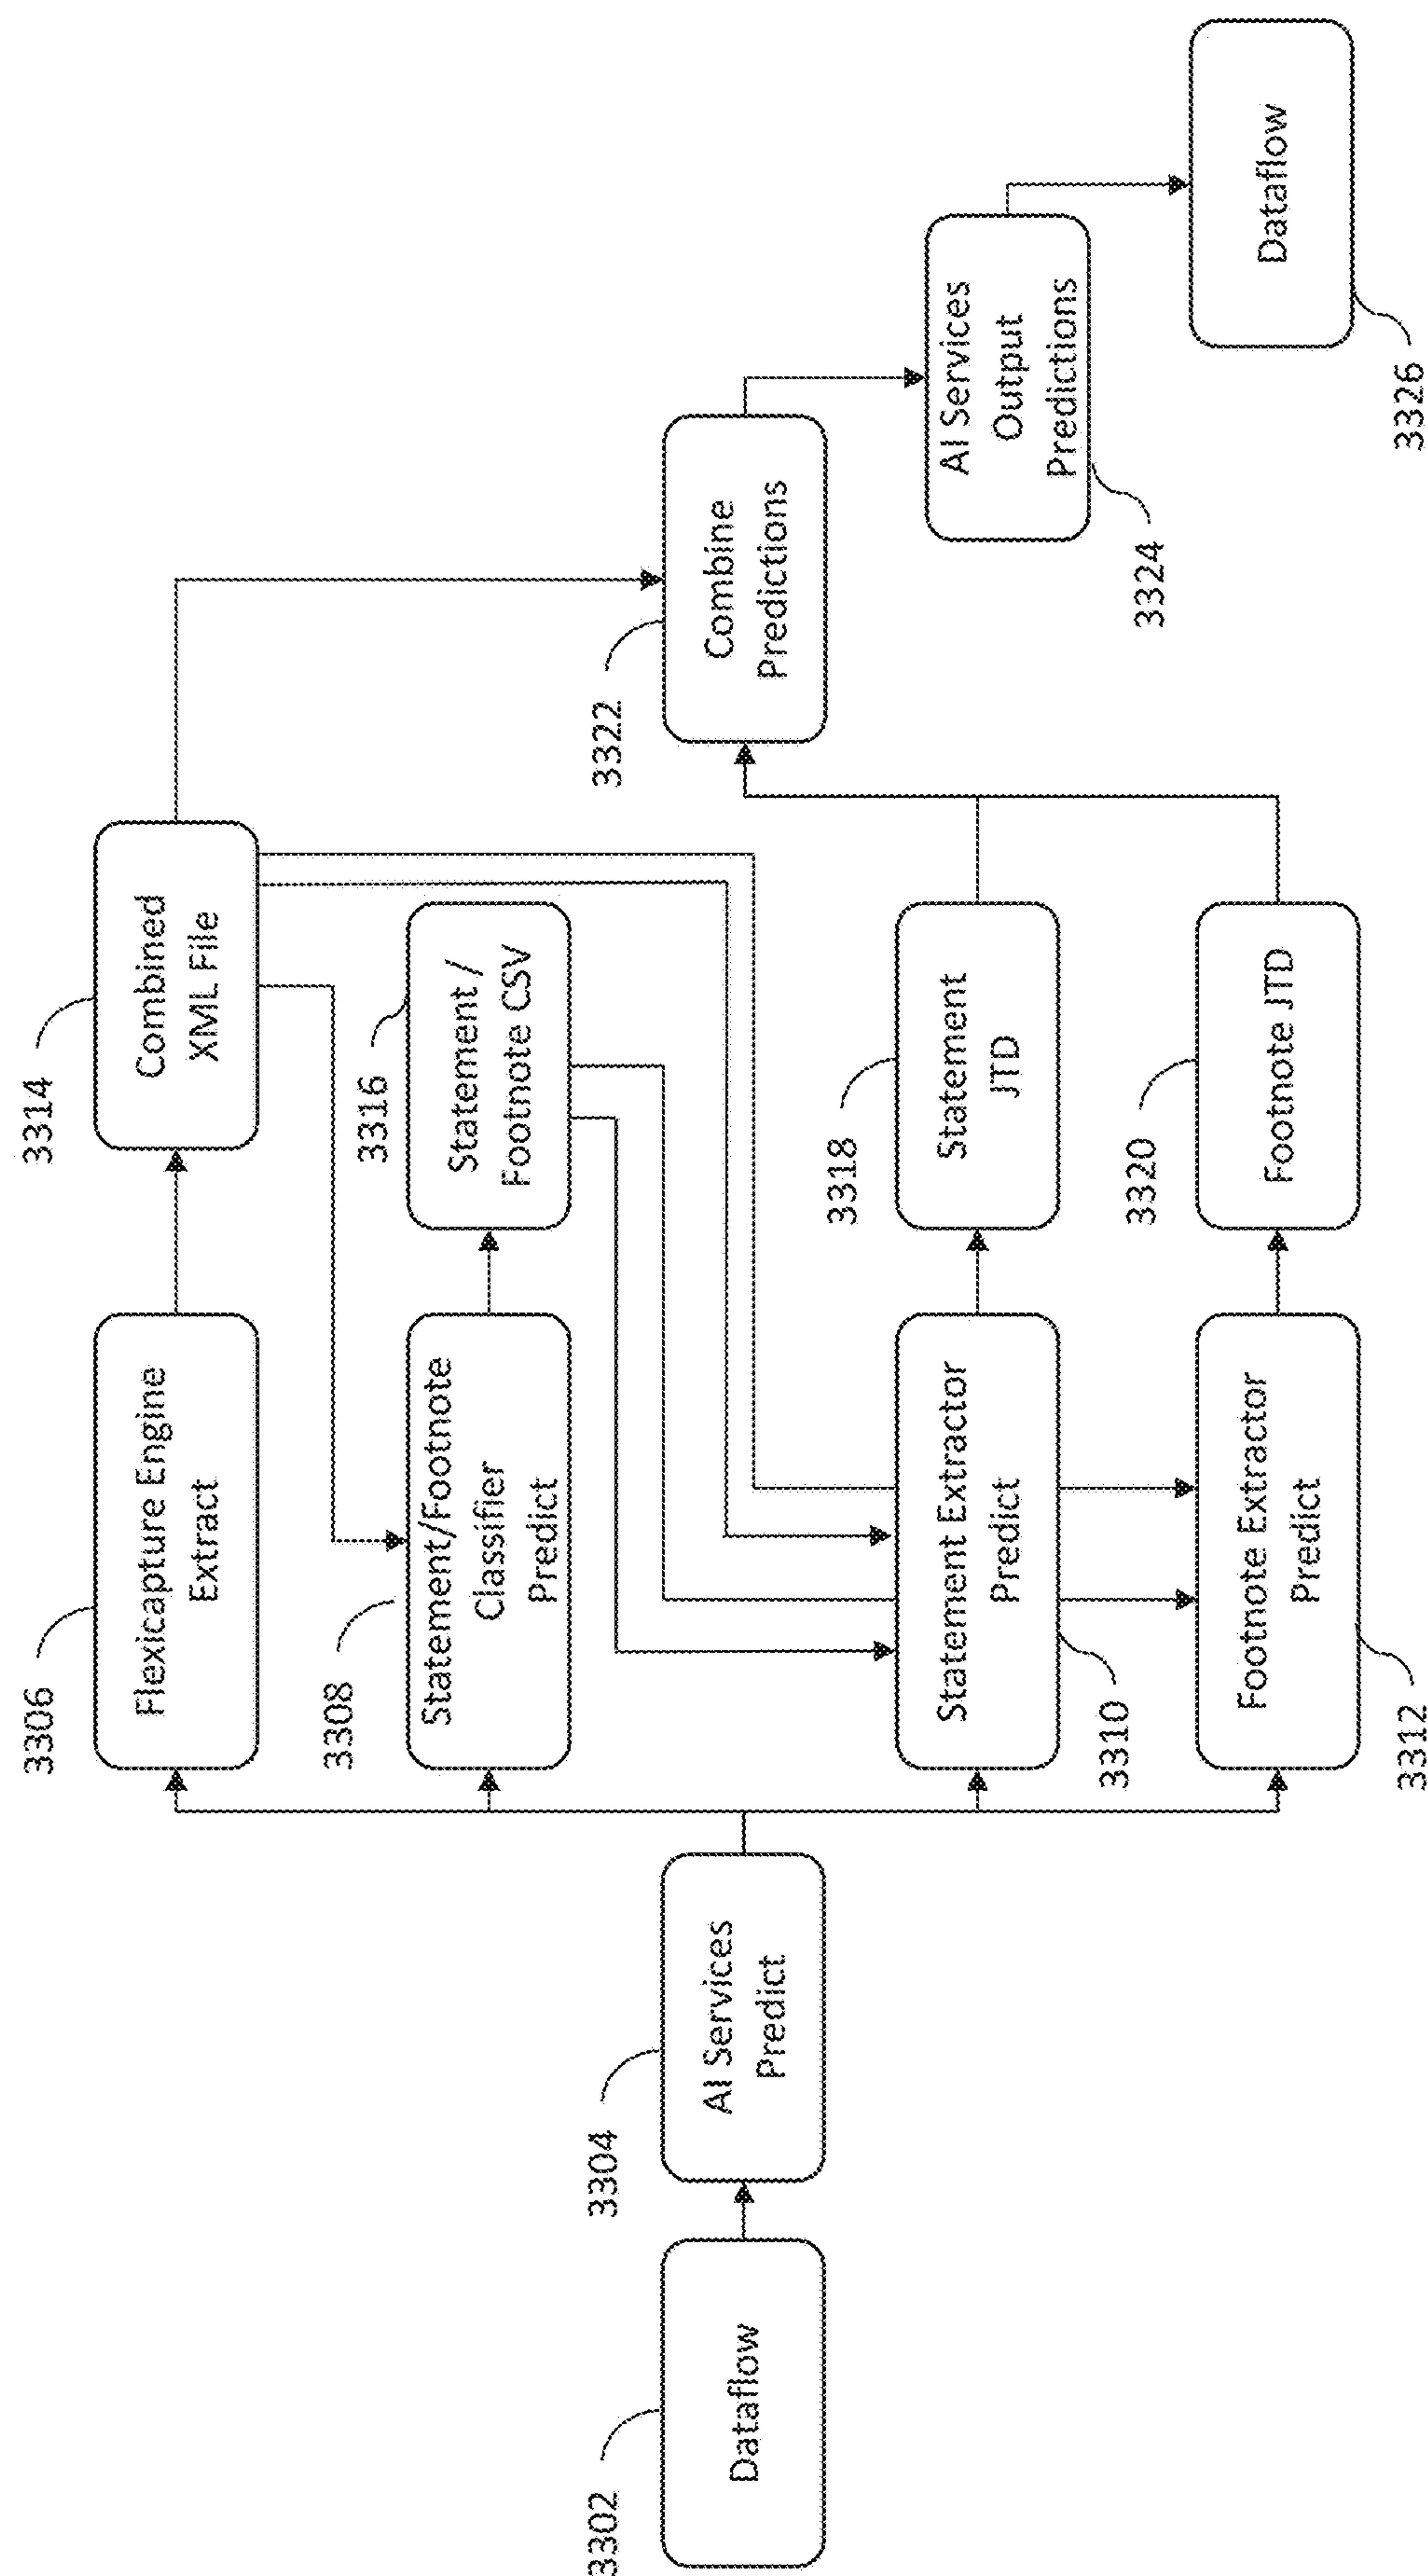 3302
Dataflow
3304
AI Services
Predict
3306
Flexicapture Engine
Extract
3308
Statement/Footnote
Classifier
Predict
3310
Statement Extractor
Predict
3312
Footnote Extractor
Predict
3314
Combined
XML File
3316
Statement /
Footnote CSV
3318
Statement
JTD
3320
Footnote JTD
3322
Combine
Predictions
3324
AI Services
Output
Predictions
3326
Dataflow